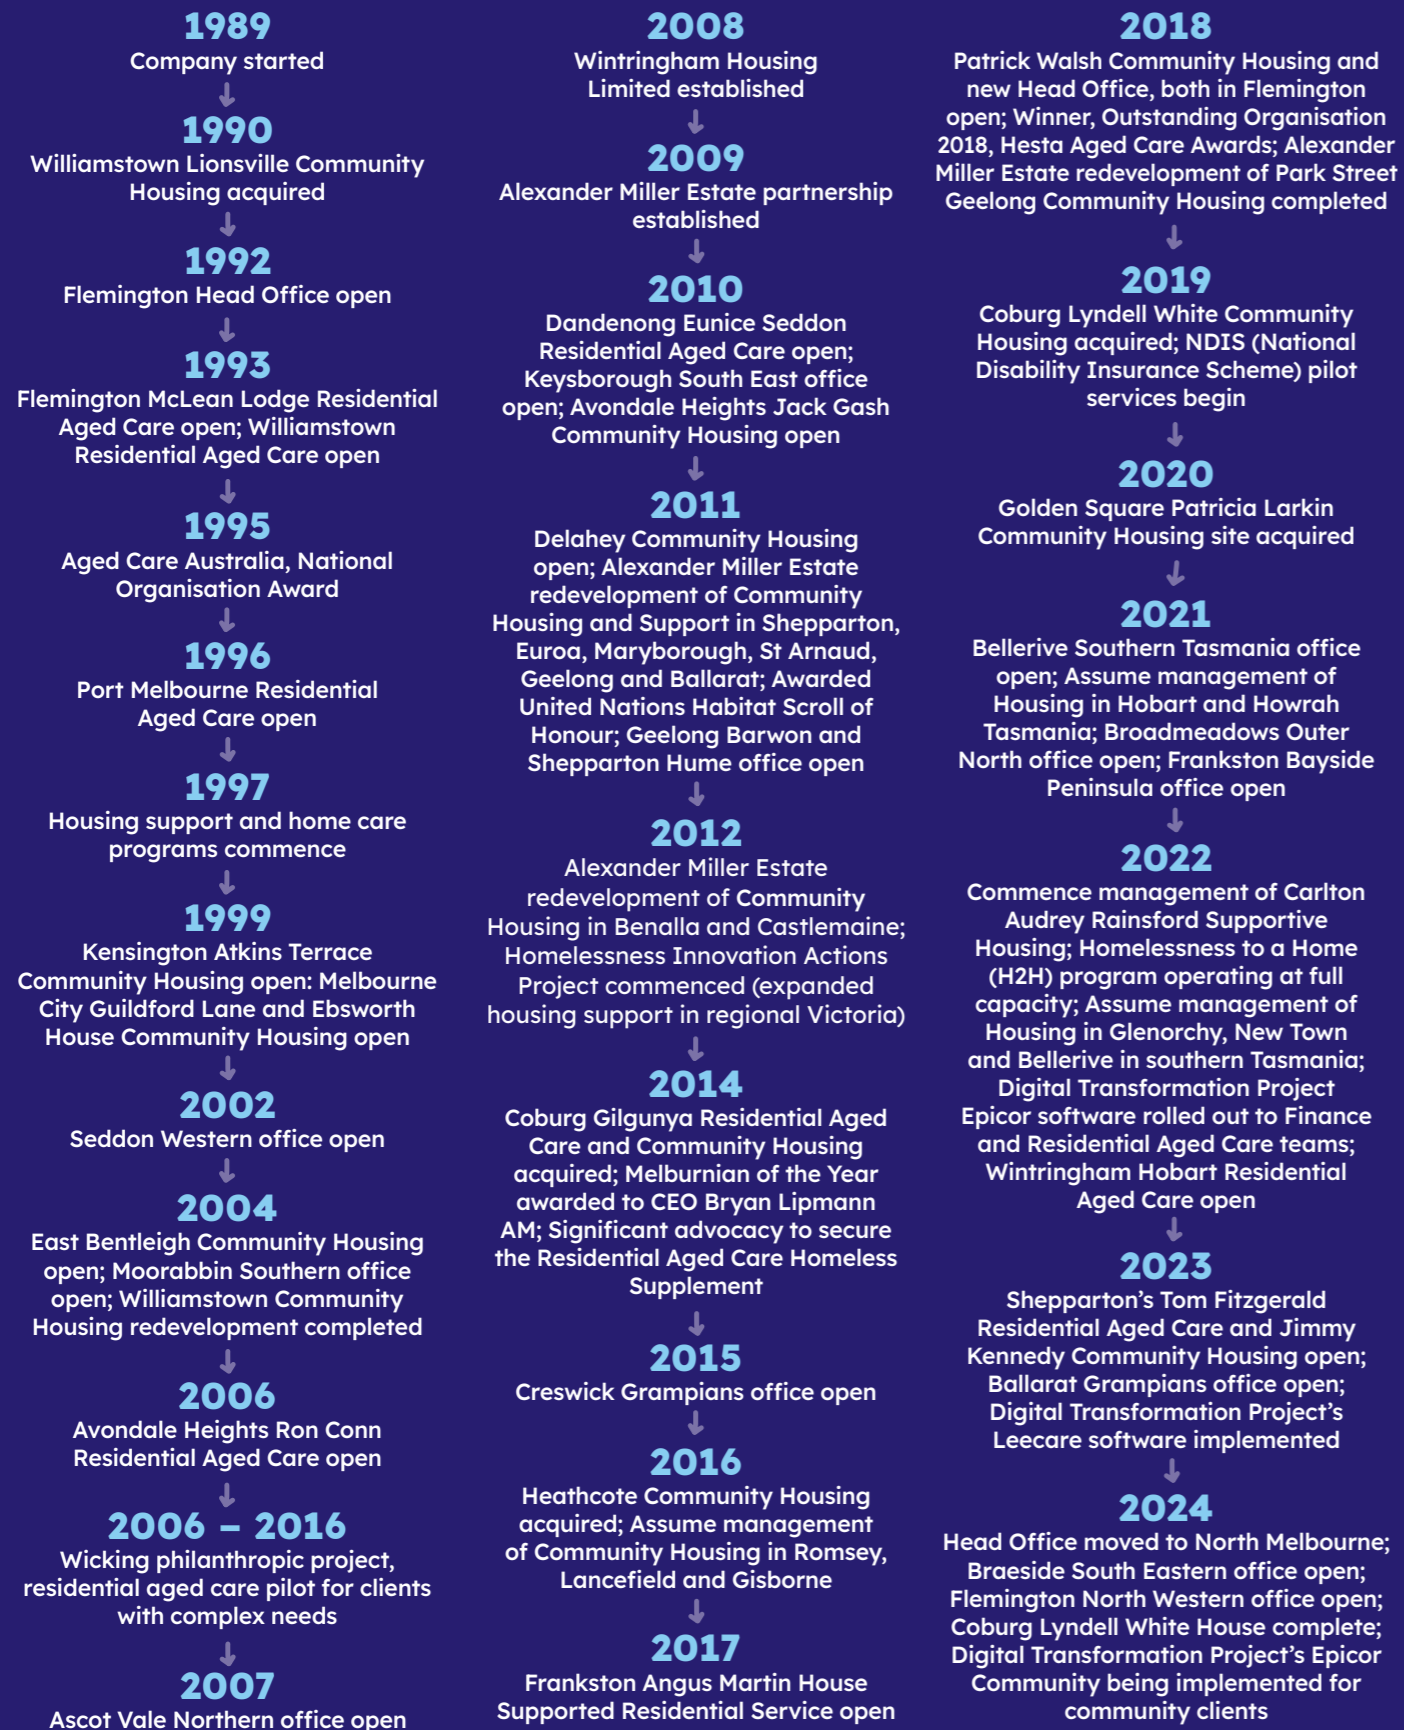 1989
Company started
1990
Williamstown Lionsville Community
Housing acquired
1992
Flemington Head Office open
1993
Flemington McLean Lodge Residential
Aged Care open; Williamstown
Residential Aged Care open
1995
Aged Care Australia, National
Organisation Award
1996
Port Melbourne Residential
Aged Care open
1997
Housing support and home care
programs commence
1999
Kensington Atkins Terrace
Community Housing open: Melbourne
City Guildford Lane and Ebsworth
House Community Housing open
2002
Seddon Western office open
2004
East Bentleigh Community Housing
open; Moorabbin Southern office
open; Williamstown Community
Housing redevelopment completed
2006
Avondale Heights Ron Conn
Residential Aged Care open
2006 – 2016
Wicking philanthropic project,
residential aged care pilot for clients
with complex needs
2007
Ascot Vale Northern office open
2008
Wintringham Housing
Limited established
2009
Alexander Miller Estate partnership
established
2010
Dandenong Eunice Seddon
Residential Aged Care open;
Keysborough South East office
open; Avondale Heights Jack Gash
Community Housing open
2011
Delahey Community Housing
open; Alexander Miller Estate
redevelopment of Community
Housing and Support in Shepparton,
Euroa, Maryborough, St Arnaud,
Geelong and Ballarat; Awarded
United Nations Habitat Scroll of
Honour; Geelong Barwon and
Shepparton Hume office open
2012
Alexander Miller Estate
redevelopment of Community
Housing in Benalla and Castlemaine;
Homelessness Innovation Actions
Project commenced (expanded
housing support in regional Victoria)
2014
Coburg Gilgunya Residential Aged
Care and Community Housing
acquired; Melburnian of the Year
awarded to CEO Bryan Lipmann
AM; Significant advocacy to secure
the Residential Aged Care Homeless
Supplement
2015
Creswick Grampians office open
2016
Heathcote Community Housing
acquired; Assume management
of Community Housing in Romsey,
Lancefield and Gisborne
2017
Frankston Angus Martin House
Supported Residential Service open
2018
Patrick Walsh Community Housing and
new Head Office, both in Flemington
open; Winner, Outstanding Organisation
2018, Hesta Aged Care Awards; Alexander
Miller Estate redevelopment of Park Street
Geelong Community Housing completed
2019
Coburg Lyndell White Community
Housing acquired; NDIS (National
Disability Insurance Scheme) pilot
services begin
2020
Golden Square Patricia Larkin
Community Housing site acquired
2021
Bellerive Southern Tasmania office
open; Assume management of
Housing in Hobart and Howrah
Tasmania; Broadmeadows Outer
North office open; Frankston Bayside
Peninsula office open
2022
Commence management of Carlton
Audrey Rainsford Supportive
Housing; Homelessness to a Home
(H2H) program operating at full
capacity; Assume management of
Housing in Glenorchy, New Town
and Bellerive in southern Tasmania;
Digital Transformation Project
Epicor software rolled out to Finance
and Residential Aged Care teams;
Wintringham Hobart Residential
Aged Care open
2023
Shepparton’s Tom Fitzgerald
Residential Aged Care and Jimmy
Kennedy Community Housing open;
Ballarat Grampians office open;
Digital Transformation Project’s
Leecare software implemented
2024
Head Office moved to North Melbourne;
Braeside South Eastern office open;
Flemington North Western office open;
Coburg Lyndell White House complete;
Digital Transformation Project’s Epicor
Community being implemented for
community clients